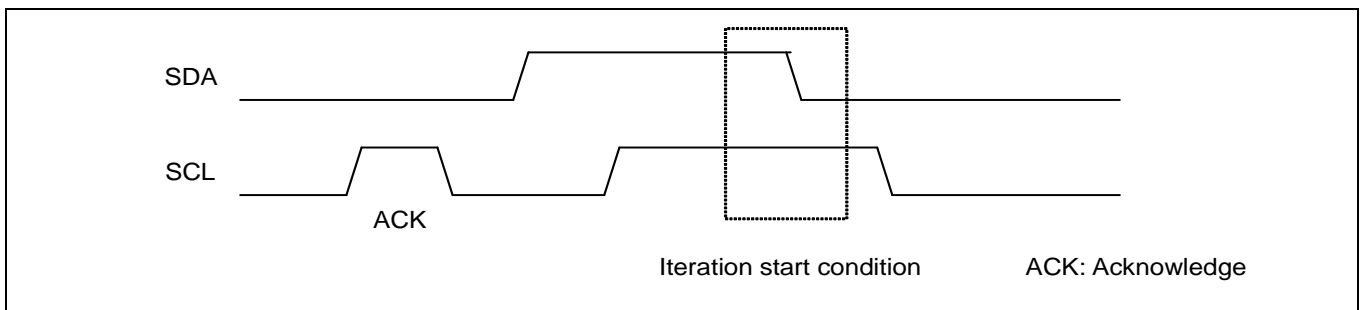 SDA
SCL
ACK
Iteration start condition
ACK: Acknowledge